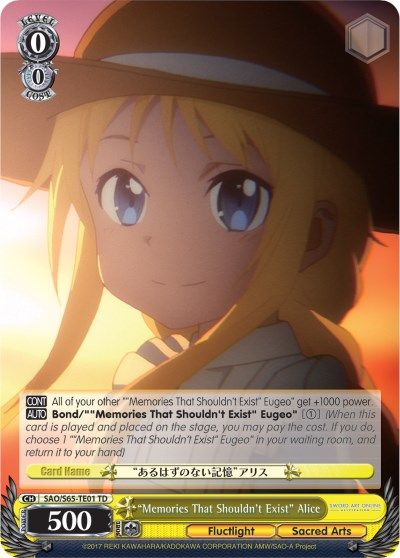 LEVEL
0
0
COST
CONT All of your other ""Memories That Shouldn't Exist" Eugeo" get +1000 power.
AUTO Bond/""Memories That Shouldn't Exist" Eugeo" [①] (When this
card is played and placed on the stage, you may pay the cost. If you do,
choose 1 ""Memories That Shouldn't Exist" Eugeo" in your waiting room, and
return it to your hand)
Card Name “あるはずのない記憶”アリス
CH SAO/S65-TE01 TD
POWER 500
“Memories That Shouldn't Exist” Alice
SWORD ART ONLINE
Fluctlight Sacred Arts
©2017 REKI KAWAHARA/KADOKAWA CORPORATION AMW/SAO-A Project